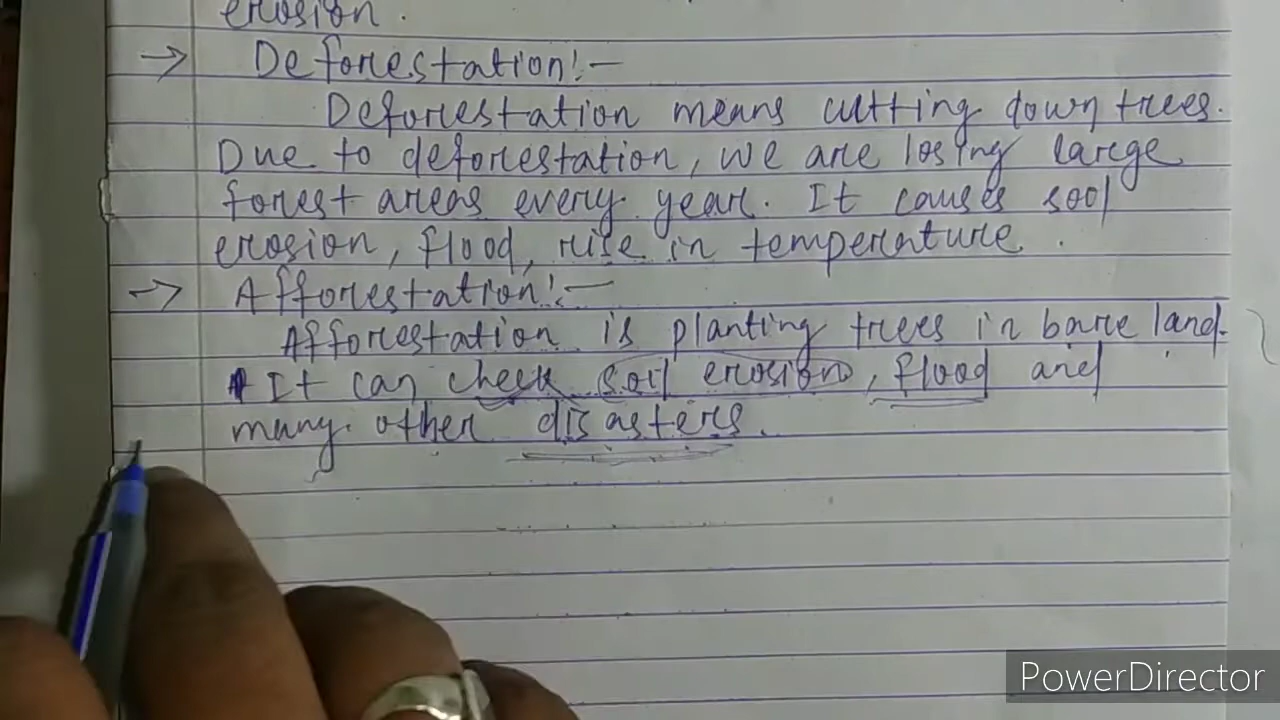 erosion.
→ Deforestation:-
Deforestation means cutting down trees.
Due to deforestation, we are losing large
forest areas every year. It causes soil
erosion, flood, rise in temperature.
→ Afforestation:-
Afforestation is planting trees in bare land.
It can check soil erosion, flood and
many other disasters.
PowerDirector